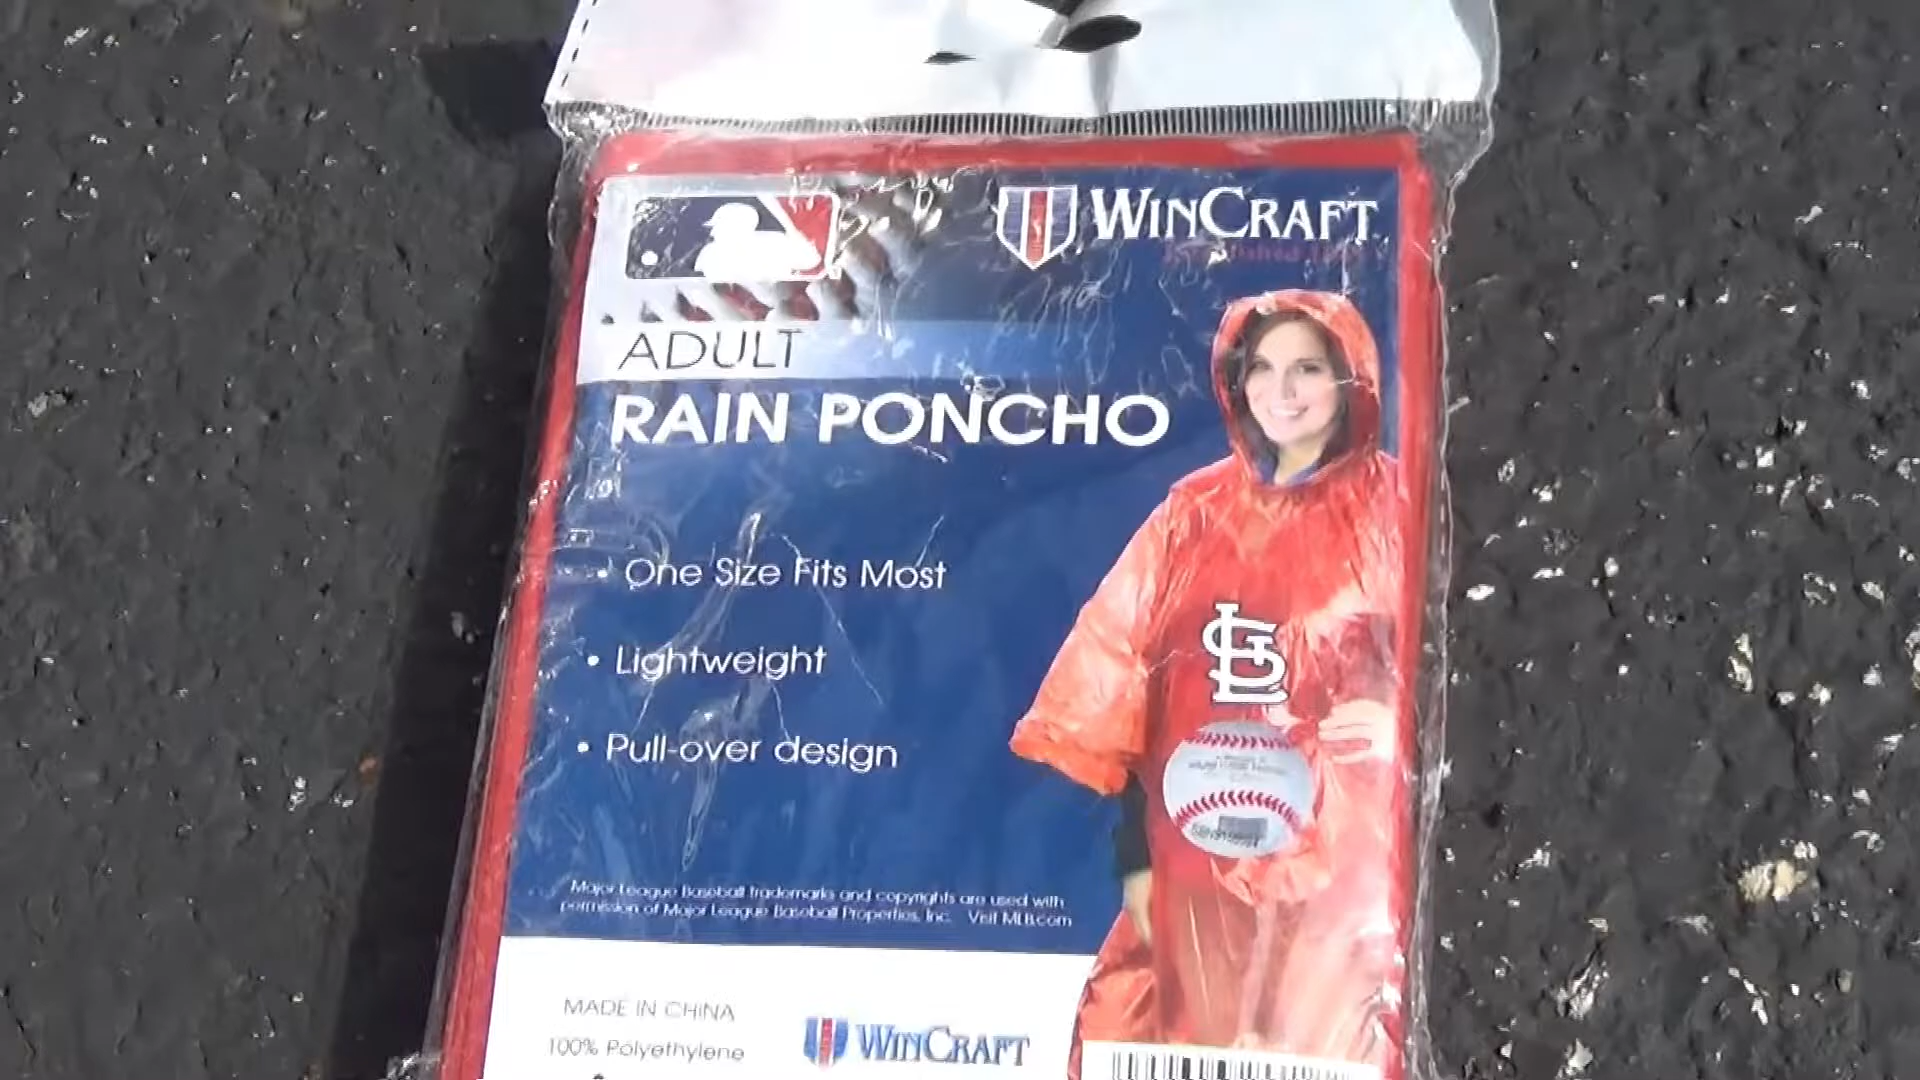 WINCRAFT
ADULT
RAIN PONCHO
• One Size Fits Most
• Lightweight
• Pull-over design
STL
Major League Baseball trademarks and copyrights are used with
permission of Major League Baseball Properties, Inc. Visit MLB.com
MADE IN CHINA
100% Polyethylene
WINCRAFT